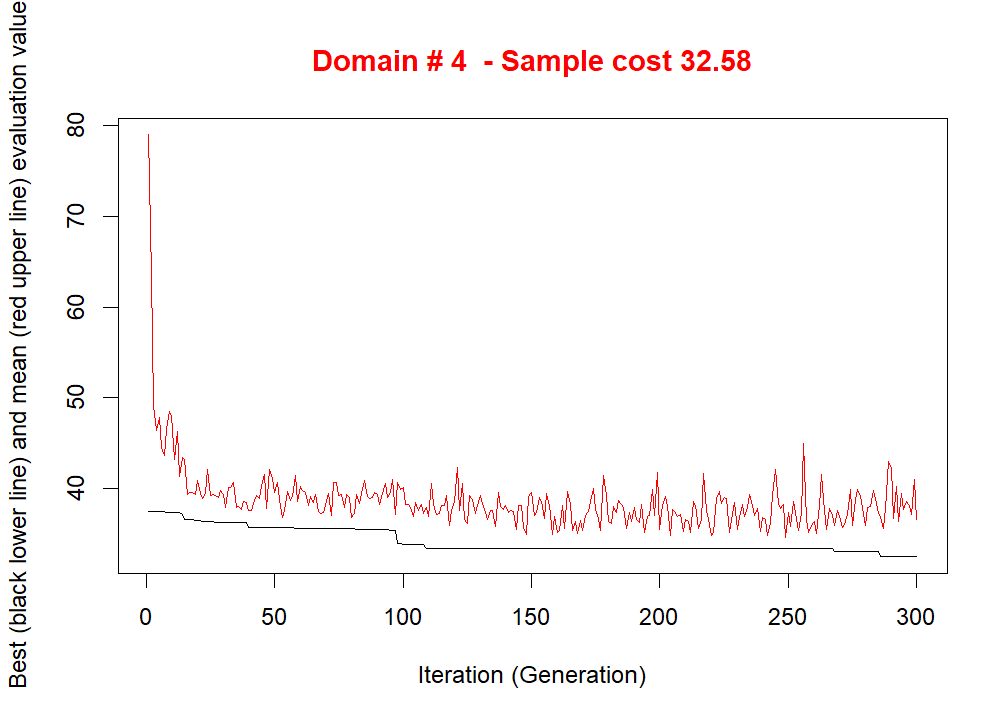 Domain # 4  - Sample cost 32.58
Best (black lower line) and mean (red upper line) evaluation value
80
70
60
50
40
0 50 100 150 200 250 300
Iteration (Generation)